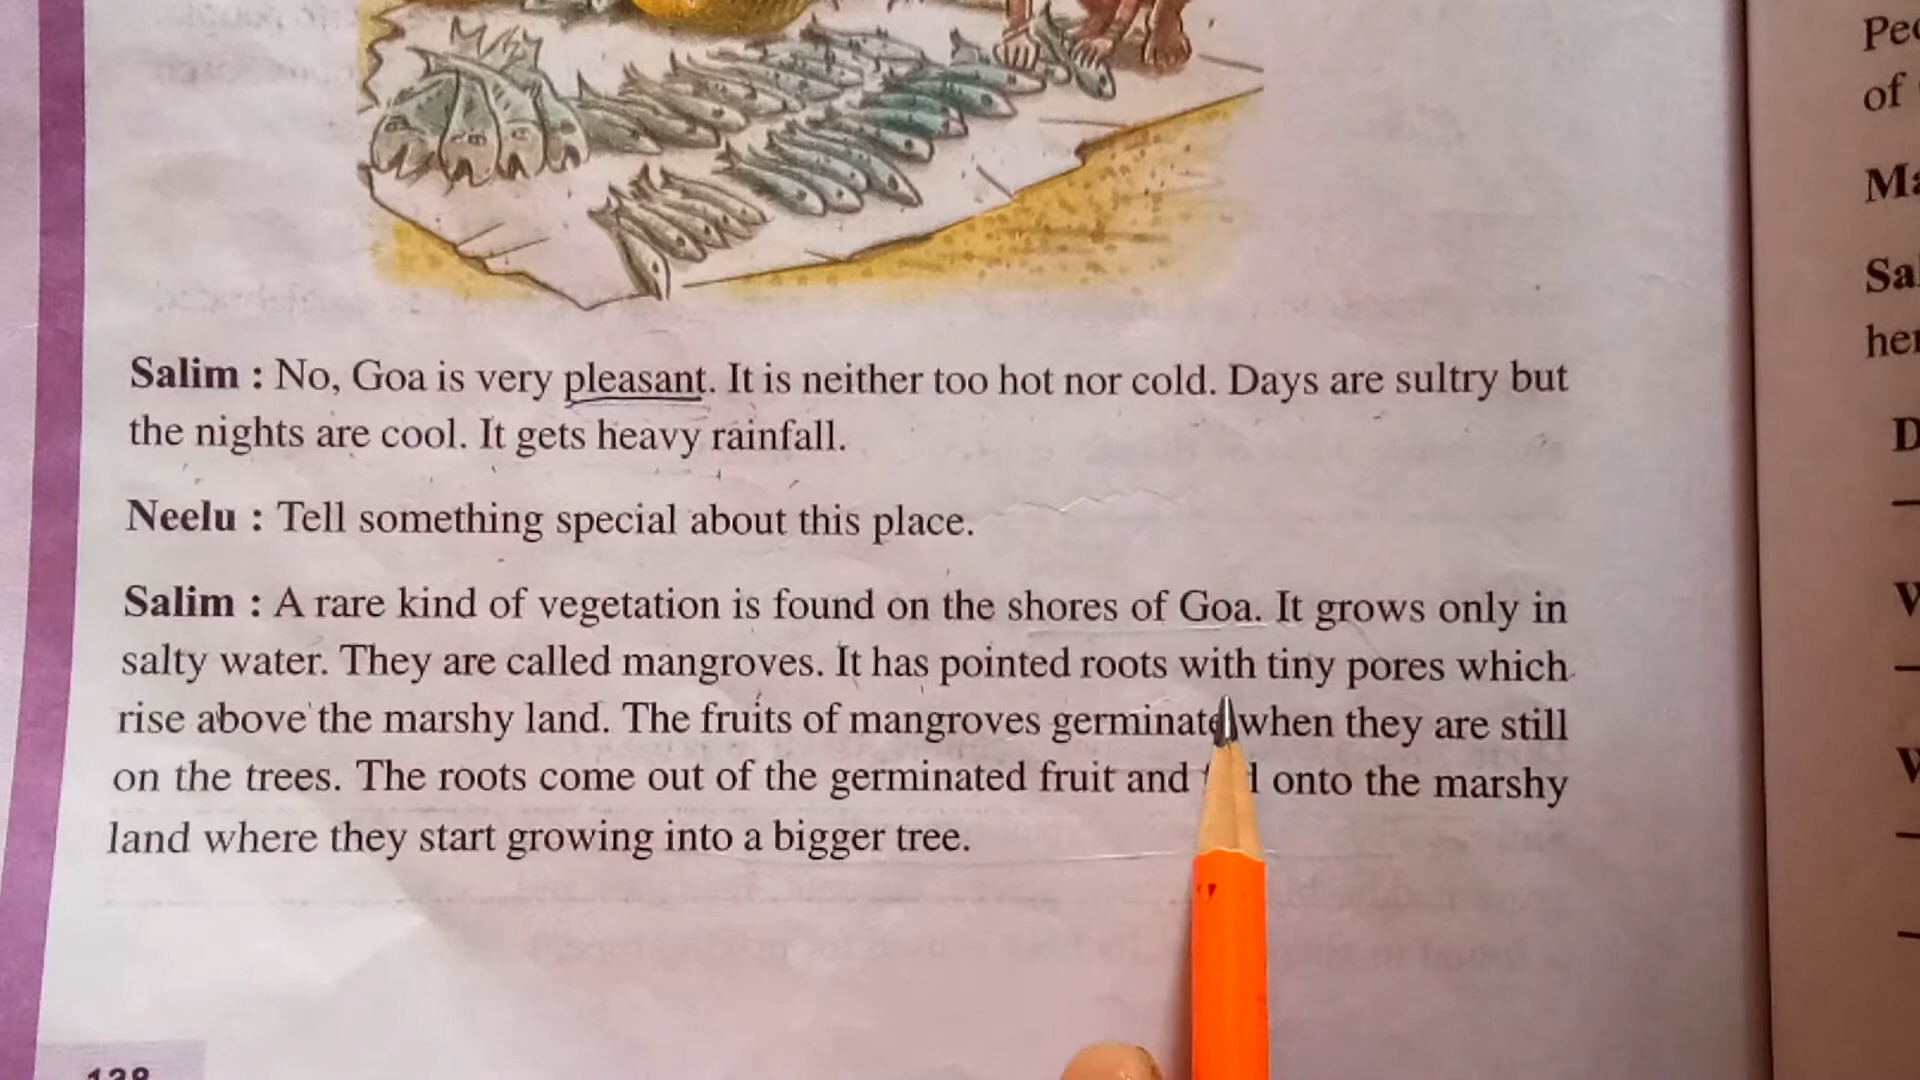 Salim : No, Goa is very pleasant. It is neither too hot nor cold. Days are sultry but
the nights are cool. It gets heavy rainfall.
Neelu : Tell something special about this place.
Salim : A rare kind of vegetation is found on the shores of Goa. It grows only in
salty water. They are called mangroves. It has pointed roots with tiny pores which
rise above the marshy land. The fruits of mangroves germinate when they are still
on the trees. The roots come out of the germinated fruit and onto the marshy
land where they start growing into a bigger tree.
of